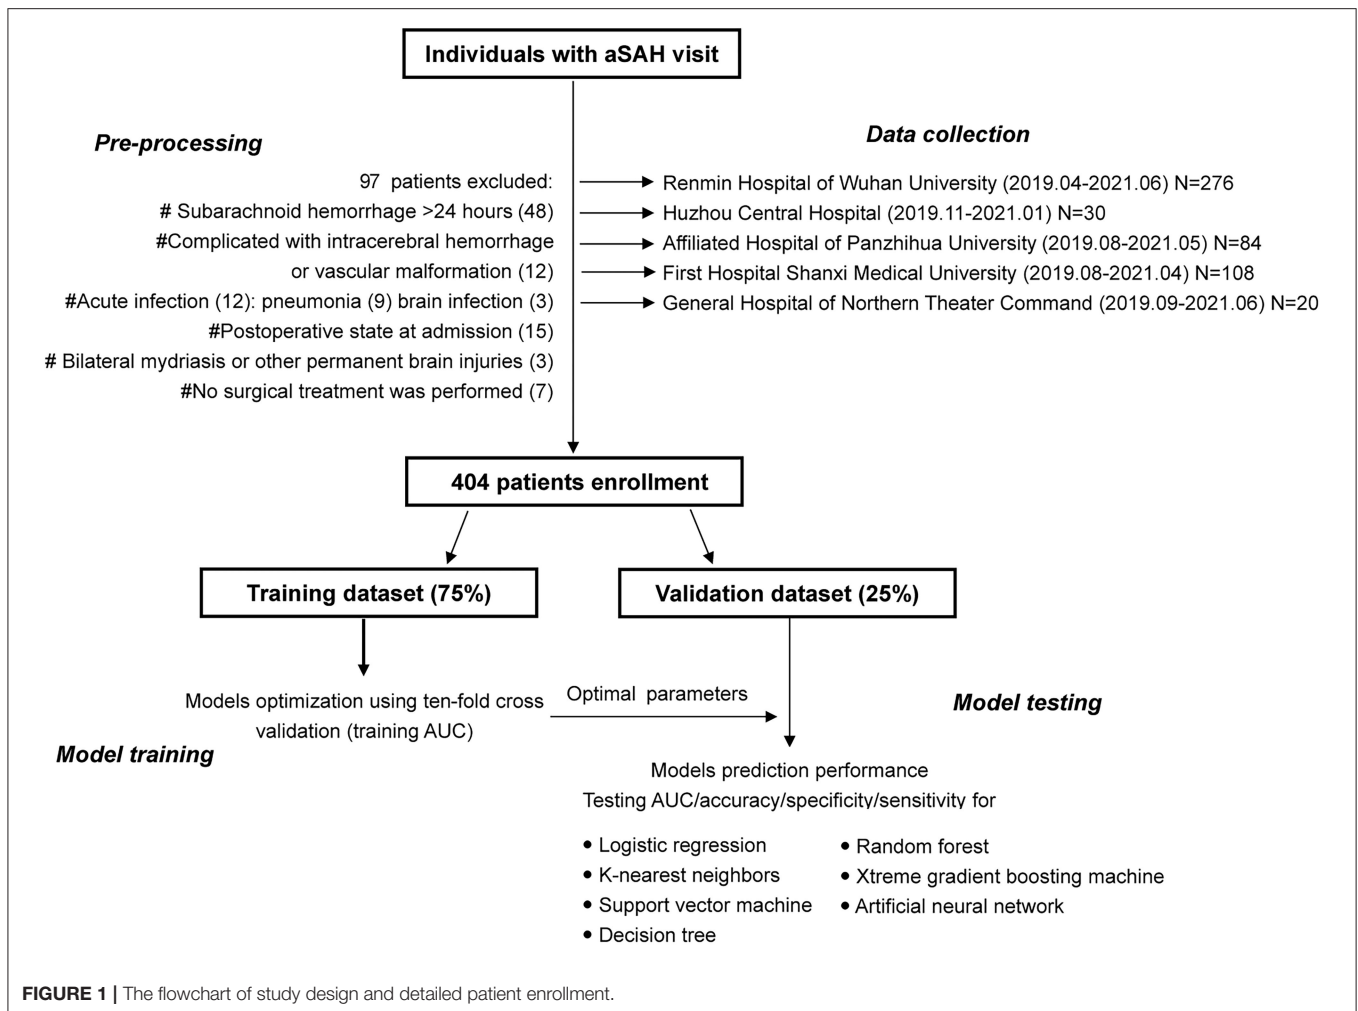 Individuals with aSAH visit
Pre-processing
97 patients excluded:
# Subarachnoid hemorrhage >24 hours (48)
#Complicated with intracerebral hemorrhage
or vascular malformation (12)
#Acute infection (12): pneumonia (9) brain infection (3)
#Postoperative state at admission (15)
# Bilateral mydriasis or other permanent brain injuries (3)
#No surgical treatment was performed (7)
Data collection
Renmin Hospital of Wuhan University (2019.04-2021.06) N=276
Huzhou Central Hospital (2019.11-2021.01) N=30
Affiliated Hospital of Panzhihua University (2019.08-2021.05) N=84
First Hospital Shanxi Medical University (2019.08-2021.04) N=108
General Hospital of Northern Theater Command (2019.09-2021.06) N=20
404 patients enrollment
Training dataset (75%)
Validation dataset (25%)
Models optimization using ten-fold cross
validation (training AUC)
Optimal parameters
Model training
Model testing
Models prediction performance
Testing AUC/accuracy/specificity/sensitivity for
• Logistic regression
• K-nearest neighbors
• Support vector machine
• Decision tree
• Random forest
• Xtreme gradient boosting machine
• Artificial neural network
FIGURE 1 | The flowchart of study design and detailed patient enrollment.